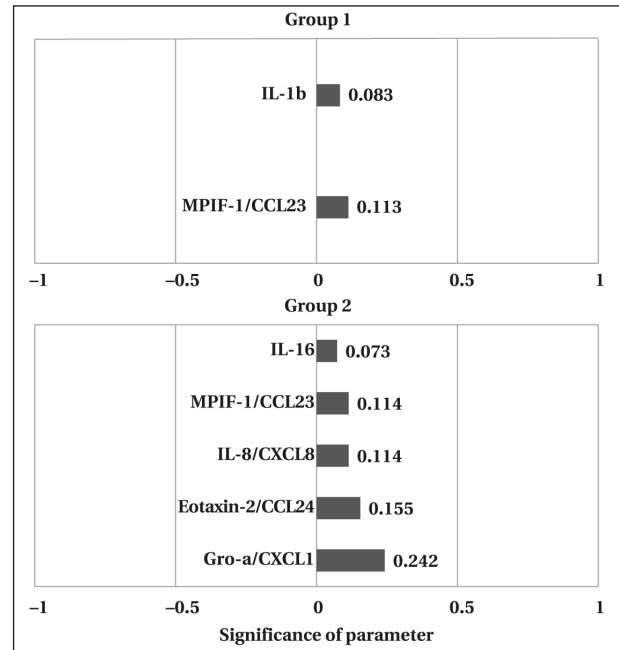 Group 1
IL-1b 0.083
MPIF-1/CCL23 0.113
−1 −0.5 0 0.5 1
Group 2
IL-16 0.073
MPIF-1/CCL23 0.114
IL-8/CXCL8 0.114
Eotaxin-2/CCL24 0.155
Gro-a/CXCL1 0.242
−1 −0.5 0 0.5 1
Significance of parameter